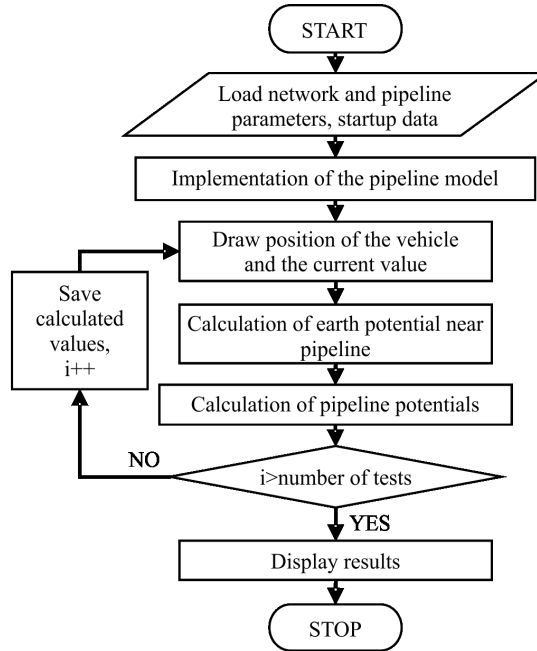 START
Load network and pipeline
parameters, startup data
Implementation of the pipeline model
Draw position of the vehicle
and the current value
Save
calculated
values,
i++
Calculation of earth potential near
pipeline
Calculation of pipeline potentials
NO
i>number of tests
YES
Display results
STOP